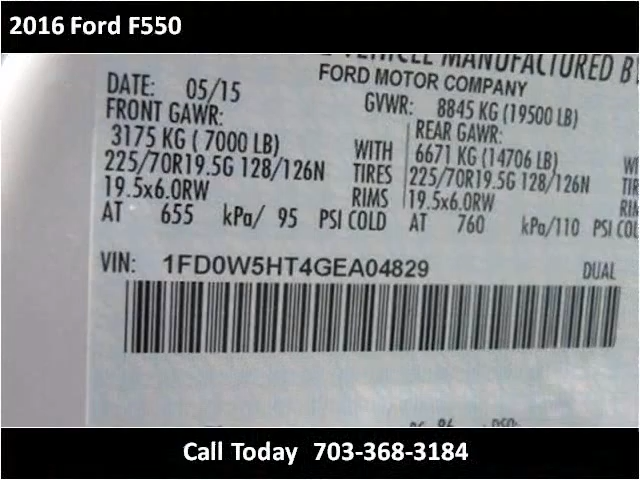 2016 Ford F550
VEHICLE MANUFACTURED BY
FORD MOTOR COMPANY
DATE: 05/15 GVWR: 8845 KG (19500 LB)
FRONT GAWR: REAR GAWR:
3175 KG ( 7000 LB) WITH 6671 KG (14706 LB)
225/70R19.5G 128/126N TIRES 225/70R19.5G 128/126N
19.5x6.0RW RIMS 19.5x6.0RW
AT 655 kPa/ 95 PSI COLD AT 760 kPa/110 PSI
VIN: 1FD0W5HT4GEA04829 DUAL
Call Today 703-368-3184